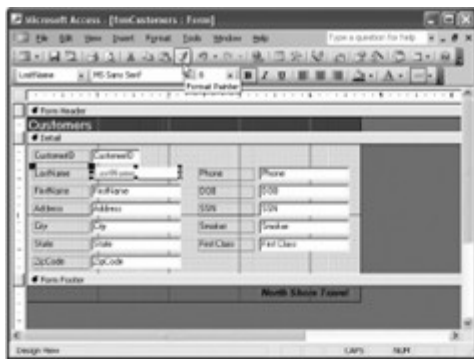 Microsoft Access - [frmCustomers : Form]
File Edit View Insert Format Tools Window Help Type a question for help
LastName MS Sans Serif 8 B I U A
Format Painter
Form Header
Customers
Detail
CustomerID CustomerID
LastName LastName Phone Phone
FirstName FirstName DOB DOB
Address Address SSN SSN
City City Smoker Smoker
State State First Class First Class
ZipCode ZipCode
Form Footer
North Shore Travel
Design View CAPS NUM